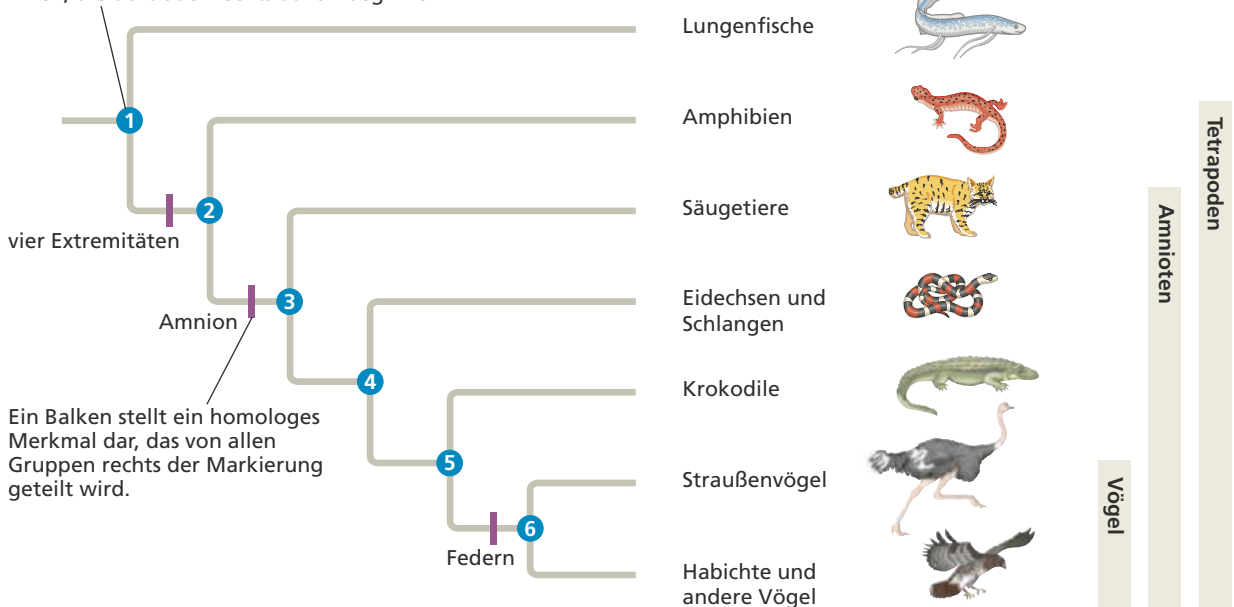 Lungenfische
Amphibien
Säugetiere
Eidechsen und
Schlangen
Krokodile
Straußenvögel
Habichte und
andere Vögel
1
2
3
4
5
6
vier Extremitäten
Amnion
Federn
Ein Balken stellt ein homologes
Merkmal dar, das von allen
Gruppen rechts der Markierung
geteilt wird.
Vögel
Amnioten
Tetrapoden